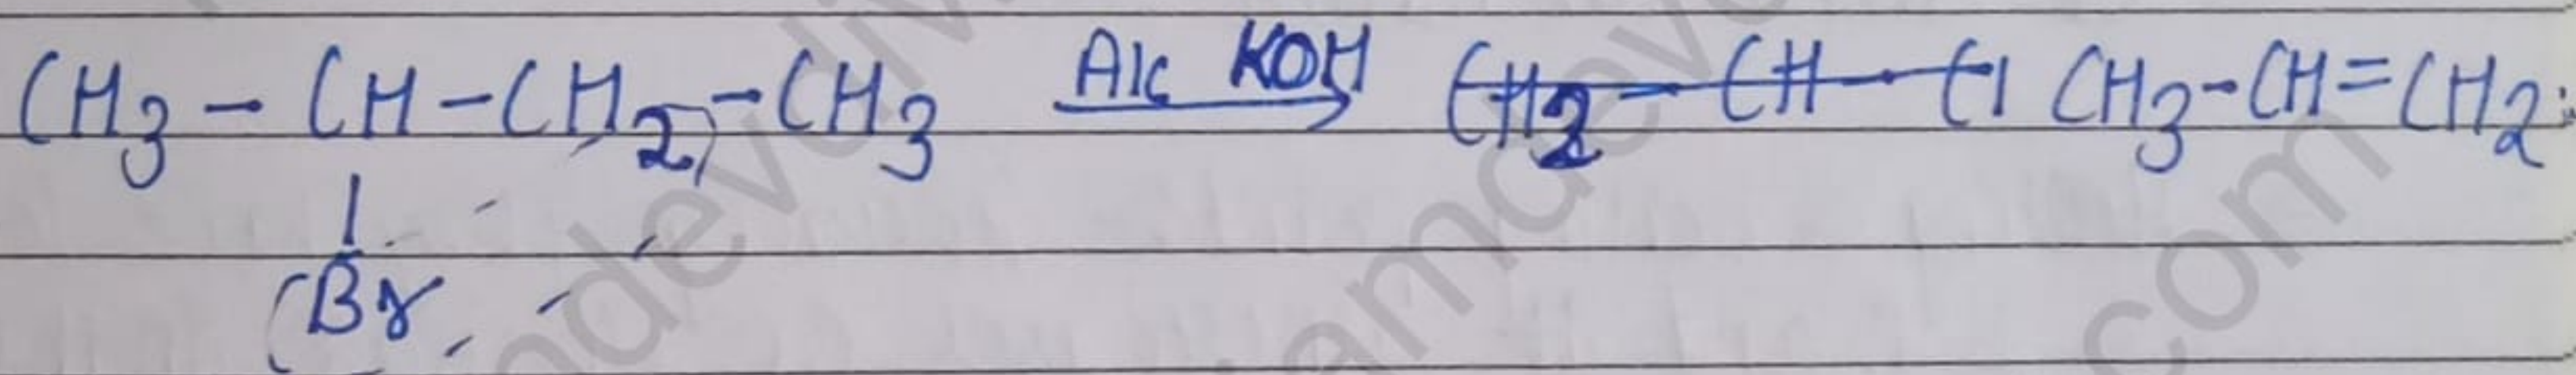 CH3 - CH - CH2 - CH3 Alc KOH → CH3 - CH = CH2
|
Br